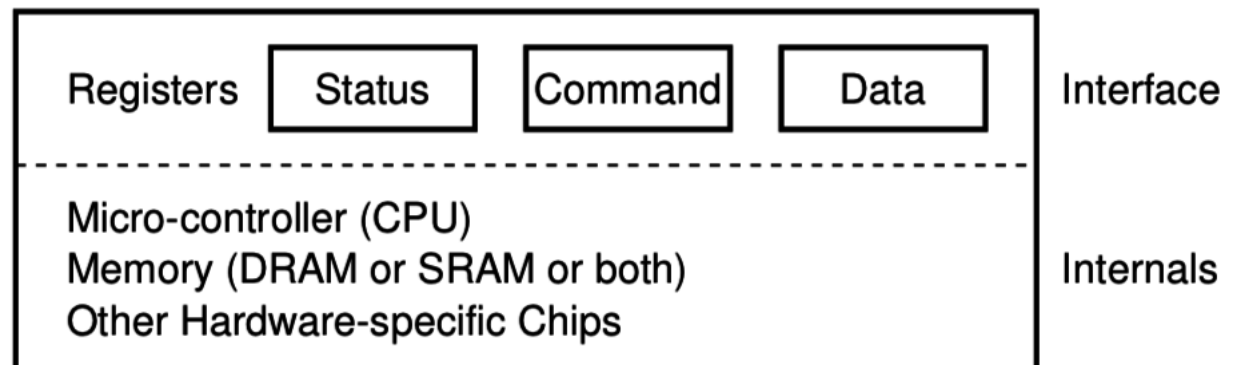 Registers Status Command Data Interface
Micro-controller (CPU)
Memory (DRAM or SRAM or both) Internals
Other Hardware-specific Chips